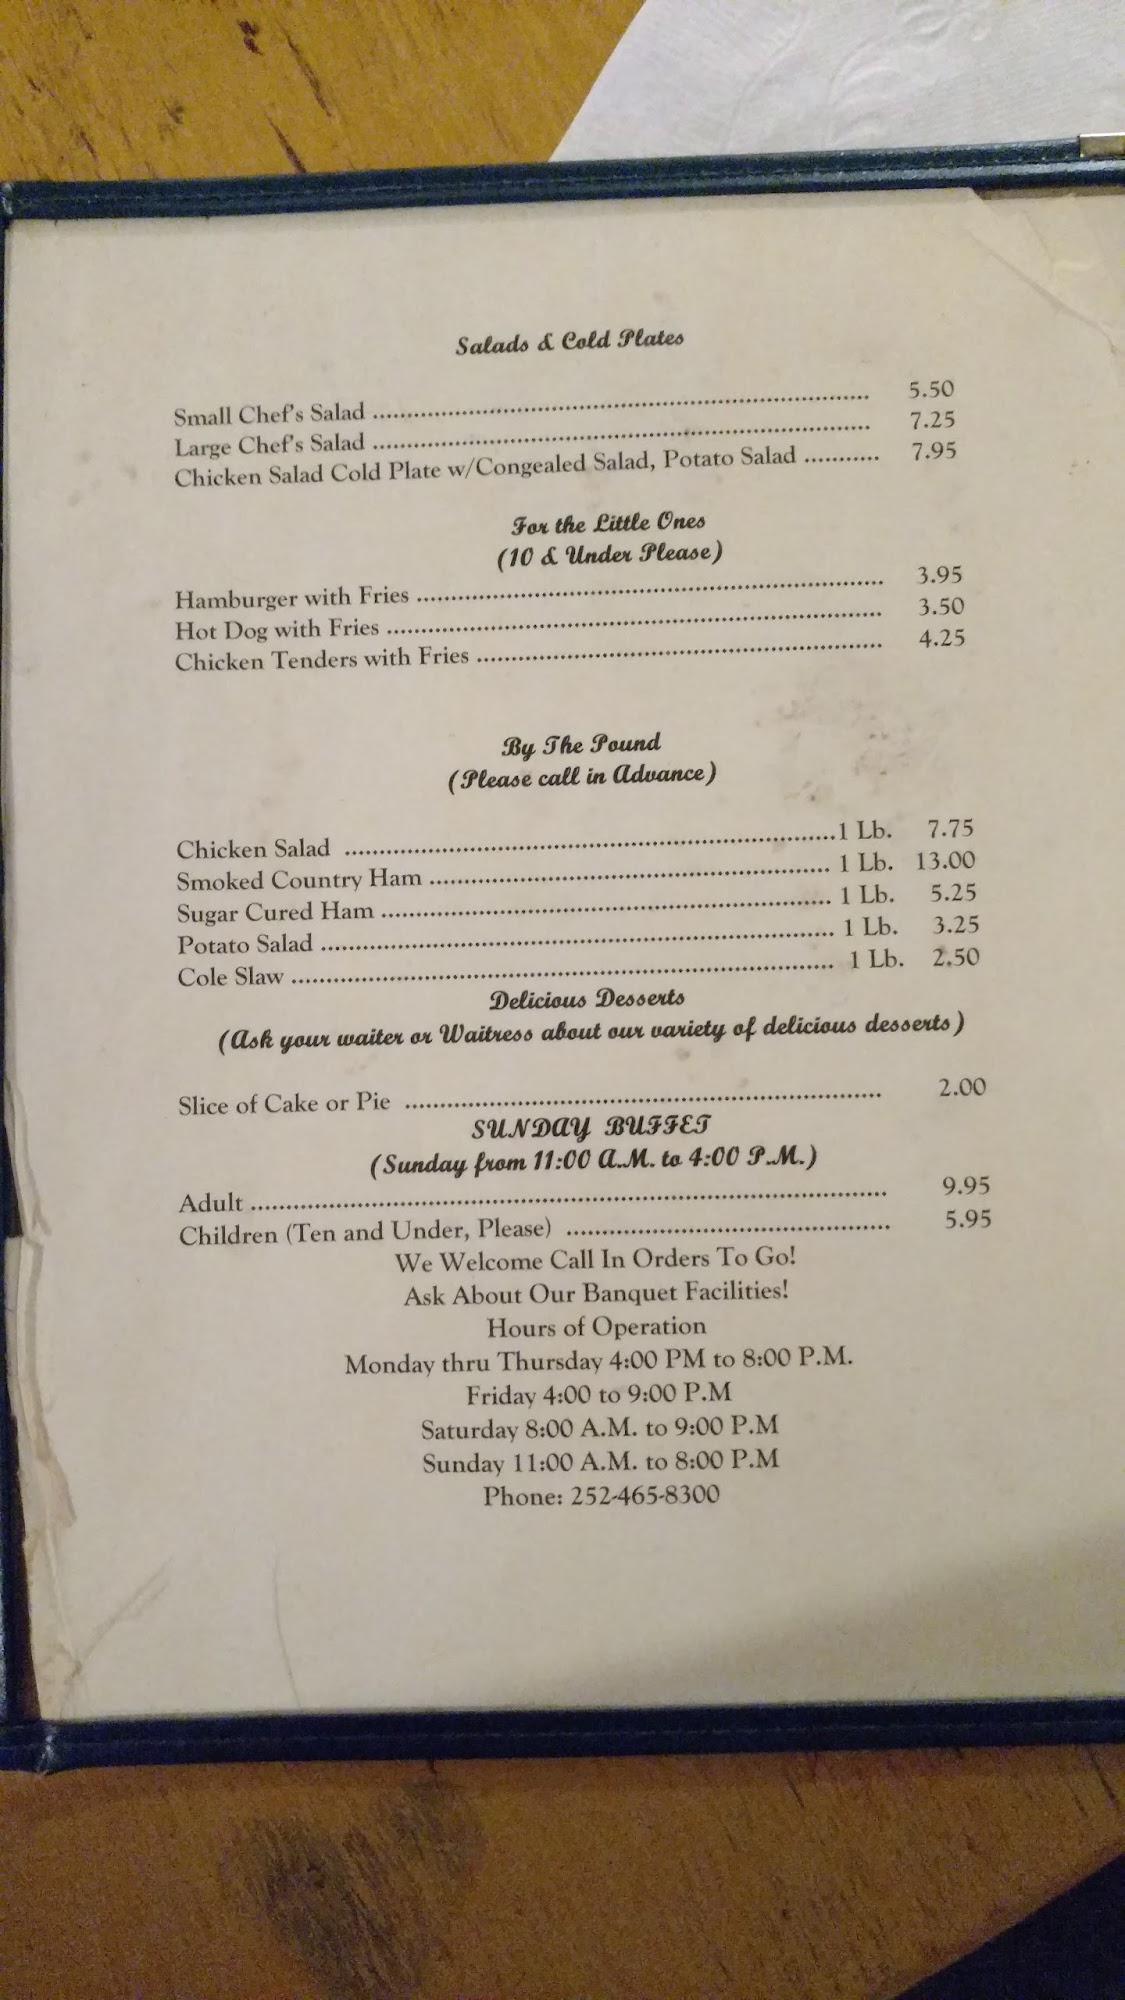 Salads & Cold Plates
Small Chef's Salad ........................................................................ 5.50
Large Chef's Salad ........................................................................ 7.25
Chicken Salad Cold Plate w/Congealed Salad, Potato Salad ........... 7.95
For the Little Ones
(10 & Under Please)
Hamburger with Fries .................................................................... 3.95
Hot Dog with Fries ........................................................................ 3.50
Chicken Tenders with Fries ........................................................... 4.25
By The Pound
(Please call in Advance)
Chicken Salad .......................................................................1 Lb. 7.75
Smoked Country Ham .......................................................... 1 Lb. 13.00
Sugar Cured Ham ................................................................. 1 Lb. 5.25
Potato Salad .......................................................................... 1 Lb. 3.25
Cole Slaw .............................................................................. 1 Lb. 2.50
Delicious Desserts
(Ask your waiter or Waitress about our variety of delicious desserts)
Slice of Cake or Pie .................................................................... 2.00
SUNDAY BUFFET
(Sunday from 11:00 A.M. to 4:00 P.M.)
Adult ............................................................................................ 9.95
Children (Ten and Under, Please) .............................................. 5.95
We Welcome Call In Orders To Go!
Ask About Our Banquet Facilities!
Hours of Operation
Monday thru Thursday 4:00 PM to 8:00 P.M.
Friday 4:00 to 9:00 P.M
Saturday 8:00 A.M. to 9:00 P.M
Sunday 11:00 A.M. to 8:00 P.M
Phone: 252-465-8300